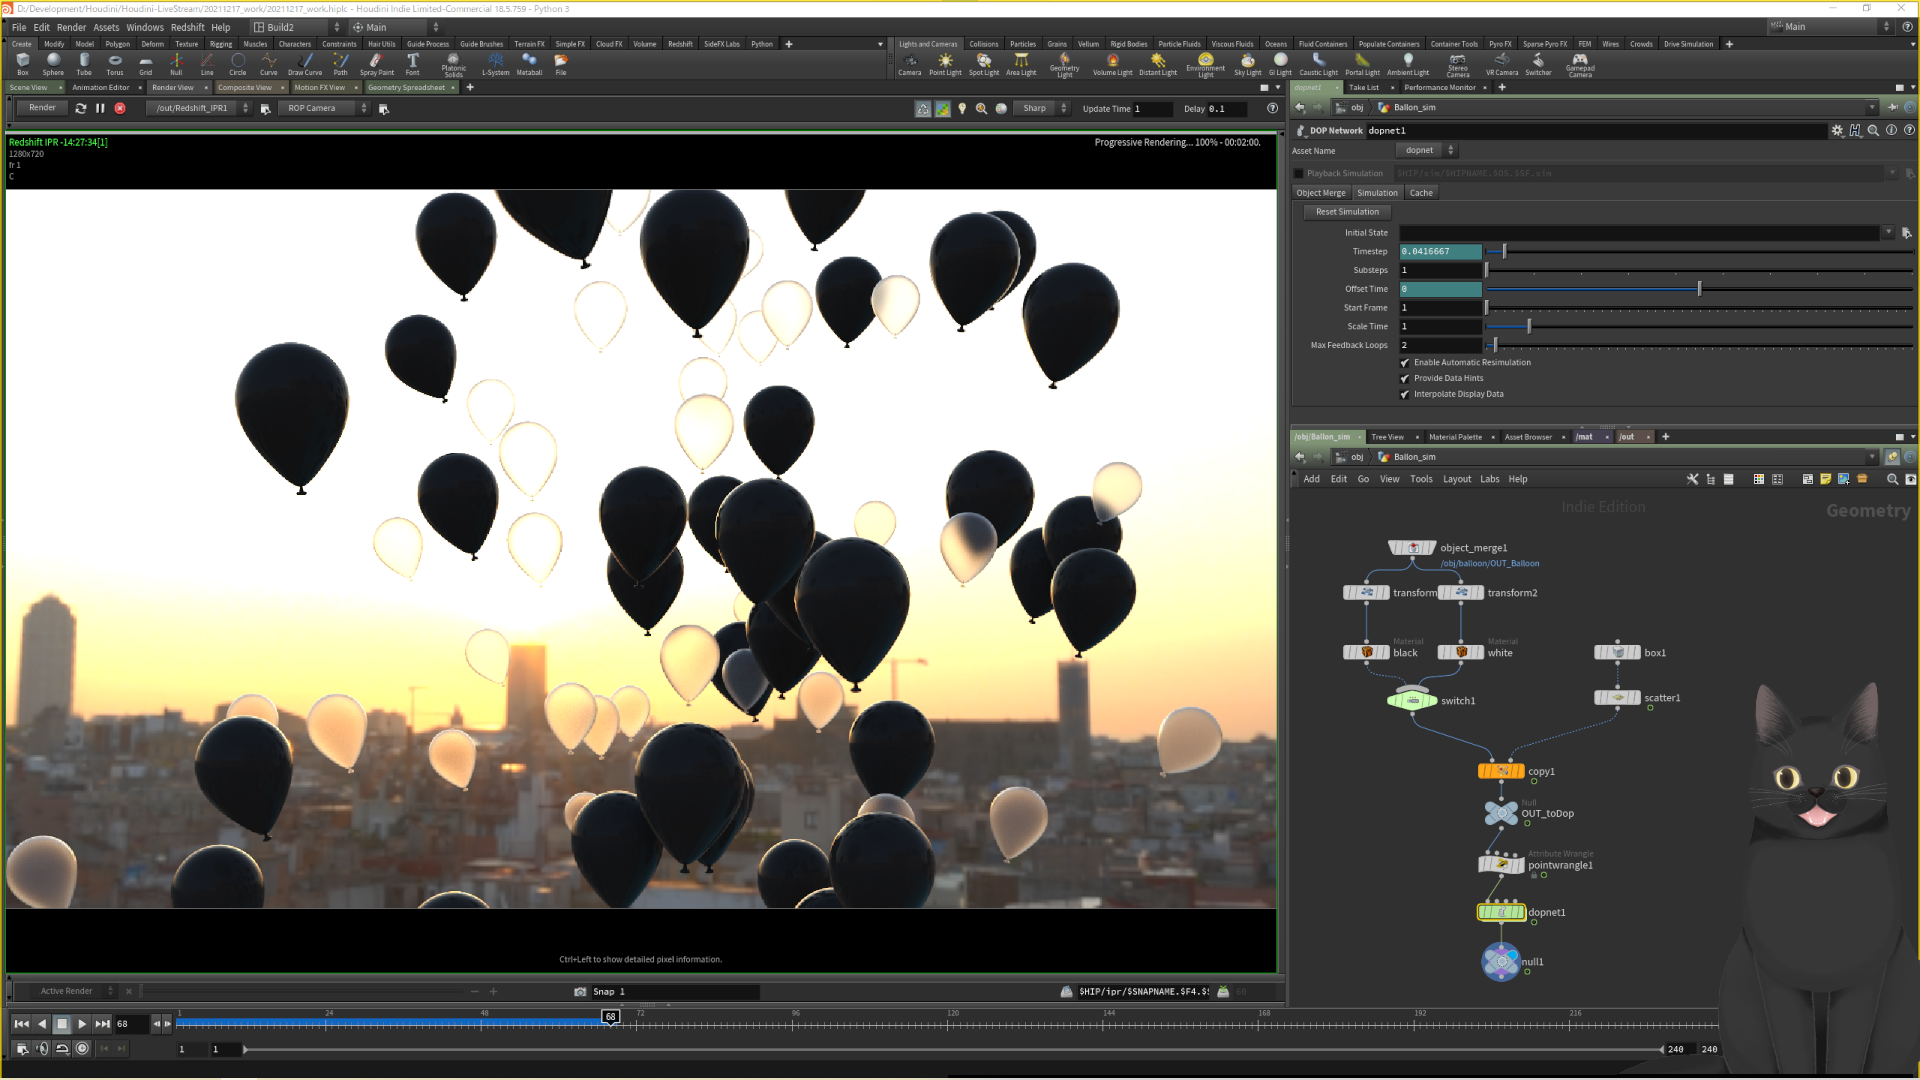 D:/Development/Houdini/Houdini-LiveStream/20211217_work/20211217_work.hiplc - Houdini Indie Limited-Commercial 18.5.759 - Python 3
File Edit Render Assets Windows Redshift Help Build2 Main Main
Create Modify Model Polygon Deform Texture Rigging Muscles Characters Constraints Hair Utils Guide Process Guide Brushes Terrain FX Simple FX Cloud FX Volume Redshift SideFX Labs Python
Lights and Cameras Collisions Particles Grains Vellum Rigid Bodies Particle Fluids Viscous Fluids Oceans Fluid Containers Populate Containers Container Tools Pyro FX Sparse Pyro FX FEM Wires Crowds Drive Simulation
Box Sphere Tube Torus Grid Null Line Circle Curve Draw Curve Path Spray Paint Font Platonic Solids L-System Metaball File
Camera Point Light Spot Light Area Light Geometry Light Volume Light Distant Light Environment Light Sky Light GI Light Caustic Light Portal Light Ambient Light Stereo Camera VR Camera Switcher Gamepad Camera
Scene View Animation Editor Render View Composite View Motion FX View Geometry Spreadsheet
dopnet1 Take List Performance Monitor
Render /out/Redshift_IPR1 ROP Camera Sharp Update Time 1 Delay 0.1
obj Ballon_sim
DOP Network dopnet1
Asset Name dopnet
Playback Simulation $HIP/sim/$HIPNAME.$OS.$SF.sim
Object Merge Simulation Cache
Reset Simulation
Initial State
Timestep 0.0416667
Substeps 1
Offset Time 0
Start Frame 1
Scale Time 1
Max Feedback Loops 2
Enable Automatic Resimulation
Provide Data Hints
Interpolate Display Data
Redshift IPR -14:27:34[1]
1280x720
fr 1
C
Progressive Rendering... 100% - 00:02:00.
Ctrl+Left to show detailed pixel information.
/obj/Ballon_sim Tree View Material Palette Asset Browser /mat /out
obj Ballon_sim
Add Edit Go View Tools Layout Labs Help
Indie Edition
Geometry
object_merge1
/obj/balloon/OUT_Balloon
transform transform2
Material Material
black white box1
switch1 scatter1
copy1
Null
OUT_toDop
Attribute Wrangle
pointwrangle1
dopnet1
null1
Active Render Snap 1 $HIP/ipr/$SNAPNAME.$F4.$ 68
68 1 24 48 68 72 96 120 144 168 192 216
1 1 240 240